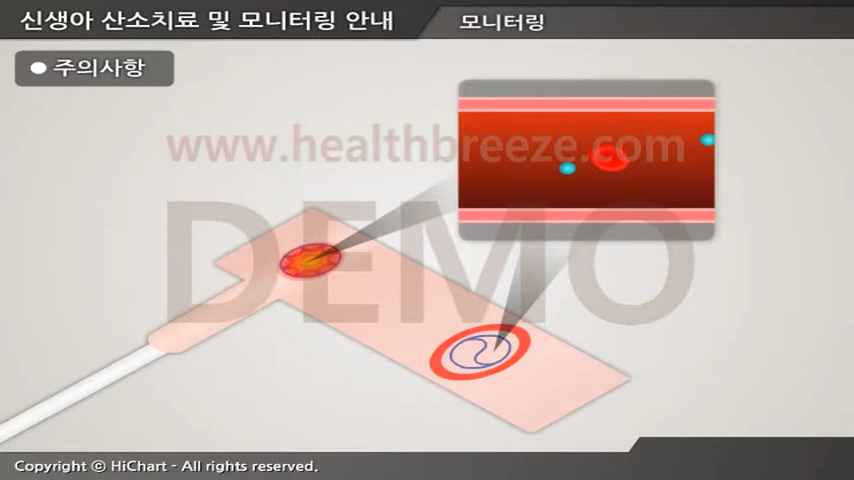 신생아 산소치료 및 모니터링 안내
모니터링
주의사항
www.healthbreeze.com
DEMO
Copyright ⓒ HiChart - All rights reserved.